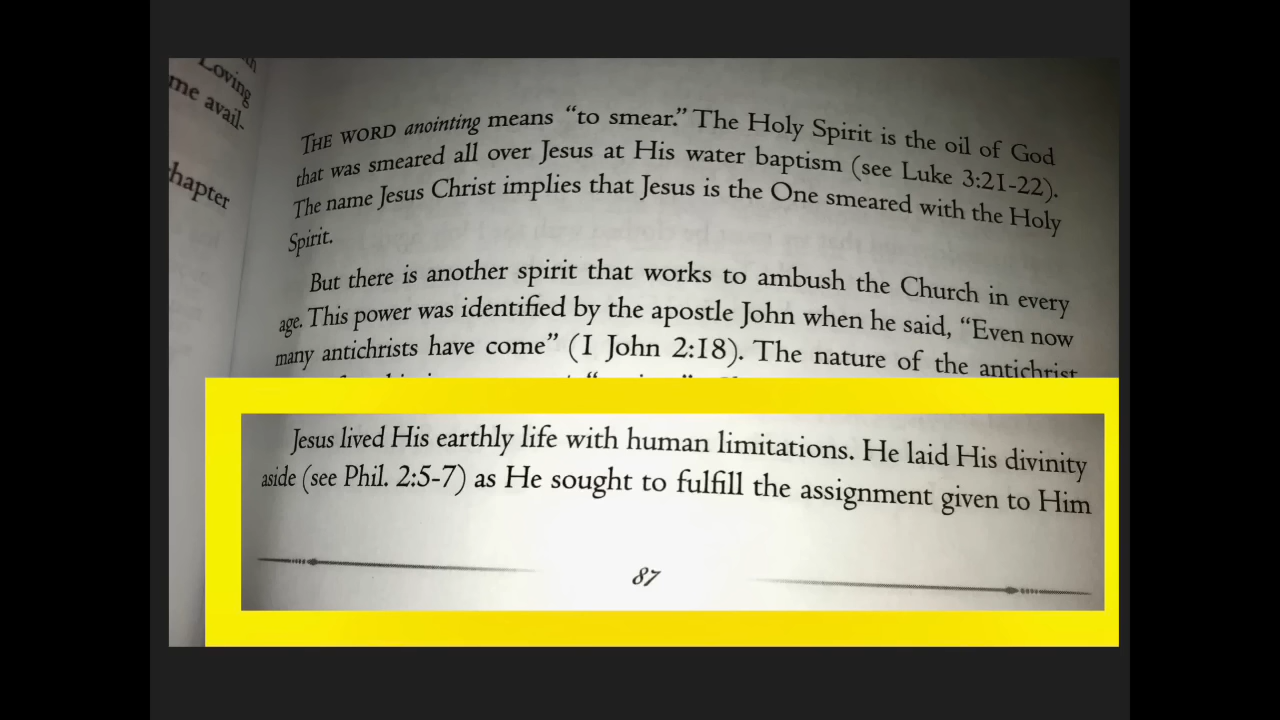 Loving
me avail-
chapter
THE WORD anointing means “to smear.” The Holy Spirit is the oil of God
that was smeared all over Jesus at His water baptism (see Luke 3:21-22).
The name Jesus Christ implies that Jesus is the One smeared with the Holy
Spirit.
But there is another spirit that works to ambush the Church in every
age. This power was identified by the apostle John when he said, “Even now
many antichrists have come” (I John 2:18). The nature of the antichrist
Jesus lived His earthly life with human limitations. He laid His divinity
aside (see Phil. 2:5-7) as He sought to fulfill the assignment given to Him
87